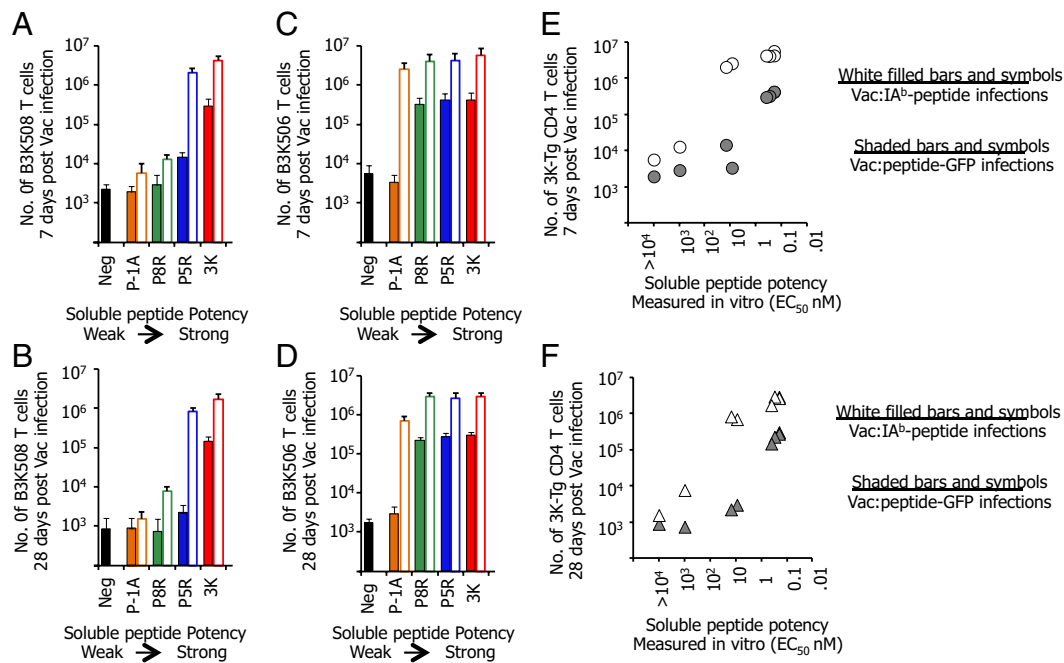 A
No. 0f B3K508 T cells
7 days post Vac infection
10⁷
10⁶
10⁵
10⁴
10³
Neg
P-1A
P8R
P5R
3K
Soluble peptide Potency
Weak → Strong
C
No. 0f B3K506 T cells
7 days post Vac infection
10⁷
10⁶
10⁵
10⁴
10³
Neg
P-1A
P8R
P5R
3K
Soluble peptide Potency
Weak → Strong
E
No. of 3K-Tg CD4 T cells
7 days post Vac infection
10⁷
10⁶
10⁵
10⁴
10³
>10⁴
10³
10²
10
1
0.1
.01
Soluble peptide potency
Measured in vitro (EC₅₀ nM)
White filled bars and symbols
Vac:IAᵇ-peptide infections
Shaded bars and symbols
Vac:peptide-GFP infections
B
No. 0f B3K508 T cells
28 days post Vac infection
10⁷
10⁶
10⁵
10⁴
10³
Neg
P-1A
P8R
P5R
3K
Soluble peptide Potency
Weak → Strong
D
No. 0f B3K506 T cells
28 days post Vac infection
10⁷
10⁶
10⁵
10⁴
10³
Neg
P-1A
P8R
P5R
3K
Soluble peptide Potency
Weak → Strong
F
No. of 3K-Tg CD4 T cells
28 days post Vac infection
10⁷
10⁶
10⁵
10⁴
10³
>10⁴
10³
10²
10
1
0.1
.01
Soluble peptide potency
Measured in vitro (EC₅₀ nM)
White filled bars and symbols
Vac:IAᵇ-peptide infections
Shaded bars and symbols
Vac:peptide-GFP infections